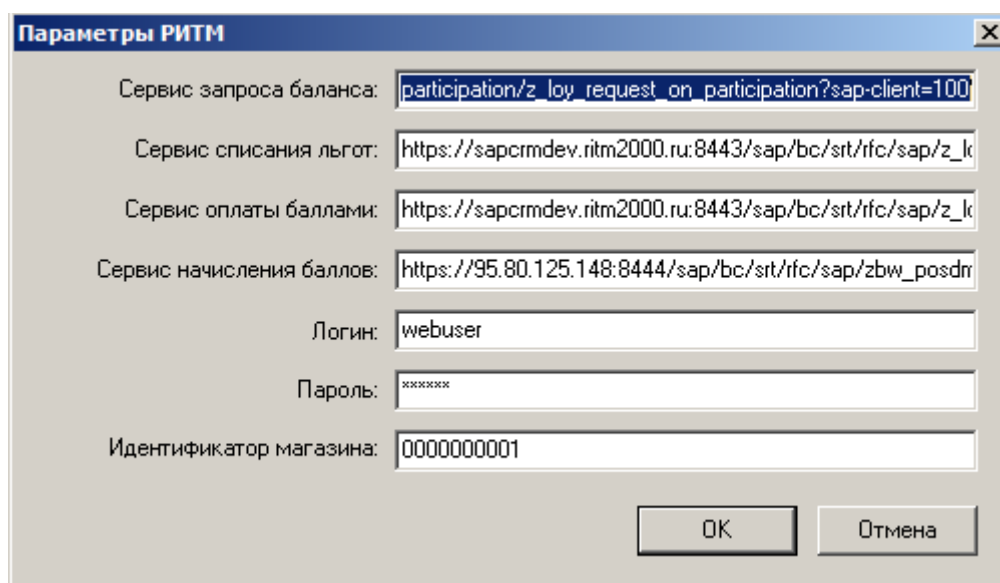 Параметры РИТМ
Сервис запроса баланса: participation/z_loy_request_on_participation?sap-client=100
Сервис списания льгот: https://sapcrmdev.ritm2000.ru:8443/sap/bc/srt/rfc/sap/z_lo
Сервис оплаты баллами: https://sapcrmdev.ritm2000.ru:8443/sap/bc/srt/rfc/sap/z_lo
Сервис начисления баллов: https://95.80.125.148:8444/sap/bc/srt/rfc/sap/zbw_posdm
Логин: webuser
Пароль: ××××××
Идентификатор магазина: 0000000001
OK Отмена